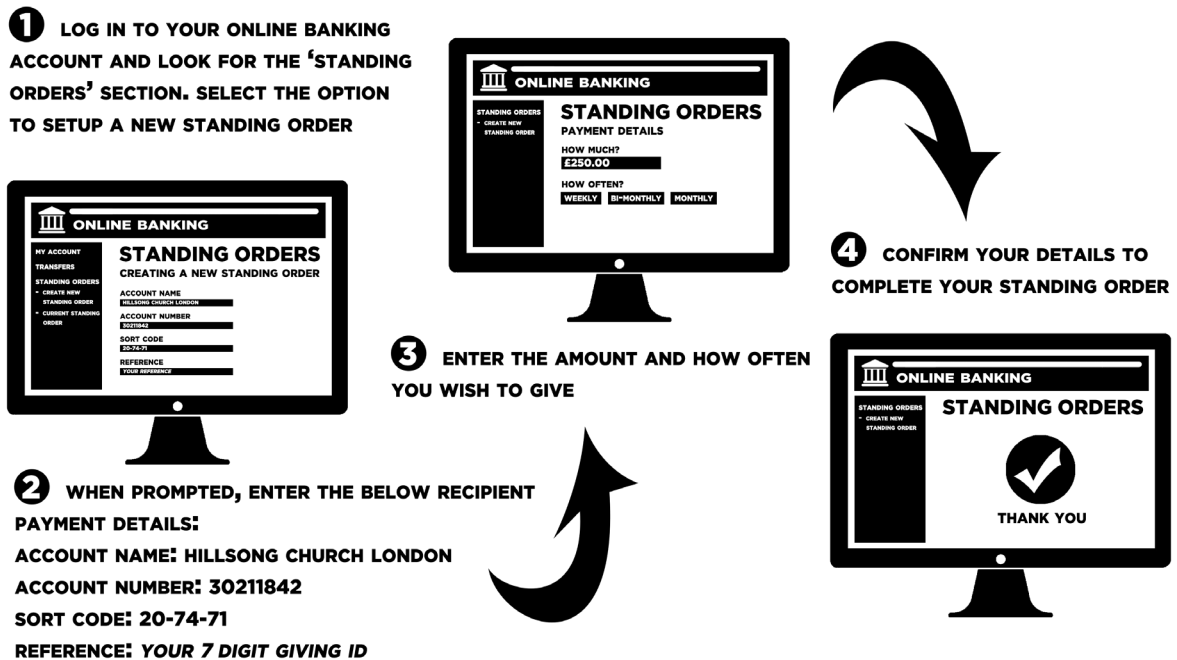 1 LOG IN TO YOUR ONLINE BANKING
ACCOUNT AND LOOK FOR THE ‘STANDING
ORDERS’ SECTION. SELECT THE OPTION
TO SETUP A NEW STANDING ORDER
ONLINE BANKING
MY ACCOUNT
TRANSFERS
STANDING ORDERS
- CREATE NEW
STANDING ORDER
- CURRENT STANDING
ORDER
STANDING ORDERS
CREATING A NEW STANDING ORDER
ACCOUNT NAME
HILLSONG CHURCH LONDON
ACCOUNT NUMBER
30211842
SORT CODE
20-74-71
REFERENCE
YOUR REFERENCE
2 WHEN PROMPTED, ENTER THE BELOW RECIPIENT
PAYMENT DETAILS:
ACCOUNT NAME: HILLSONG CHURCH LONDON
ACCOUNT NUMBER: 30211842
SORT CODE: 20-74-71
REFERENCE: YOUR 7 DIGIT GIVING ID
ONLINE BANKING
STANDING ORDERS
- CREATE NEW
STANDING ORDER
STANDING ORDERS
PAYMENT DETAILS
HOW MUCH?
£250.00
HOW OFTEN?
WEEKLY BI-MONTHLY MONTHLY
3 ENTER THE AMOUNT AND HOW OFTEN
YOU WISH TO GIVE
4 CONFIRM YOUR DETAILS TO
COMPLETE YOUR STANDING ORDER
ONLINE BANKING
STANDING ORDERS
- CREATE NEW
STANDING ORDER
STANDING ORDERS
THANK YOU